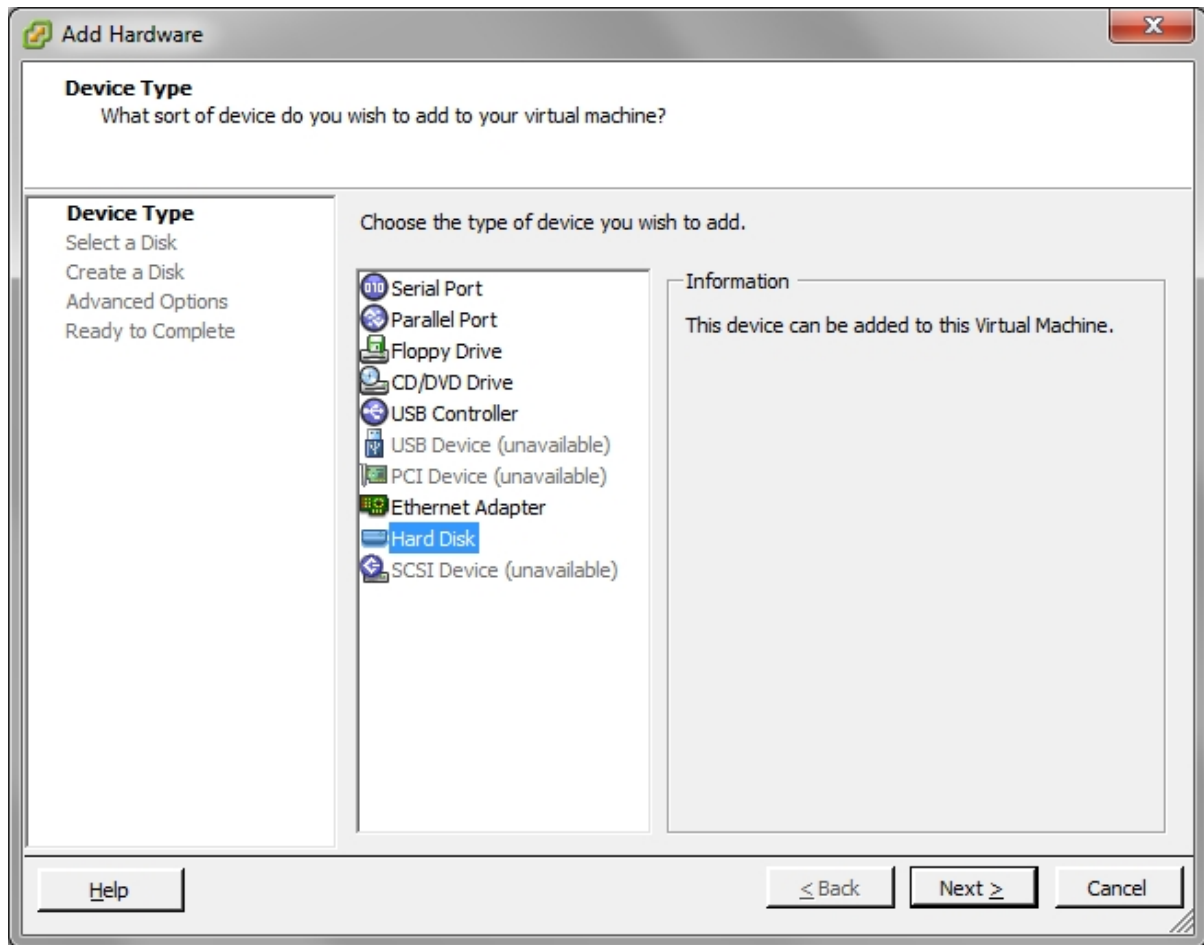 Add Hardware
Device Type
What sort of device do you wish to add to your virtual machine?
Device Type
Select a Disk
Create a Disk
Advanced Options
Ready to Complete
Choose the type of device you wish to add.
Serial Port
Parallel Port
Floppy Drive
CD/DVD Drive
USB Controller
USB Device (unavailable)
PCI Device (unavailable)
Ethernet Adapter
Hard Disk
SCSI Device (unavailable)
Information
This device can be added to this Virtual Machine.
Help
< Back
Next >
Cancel